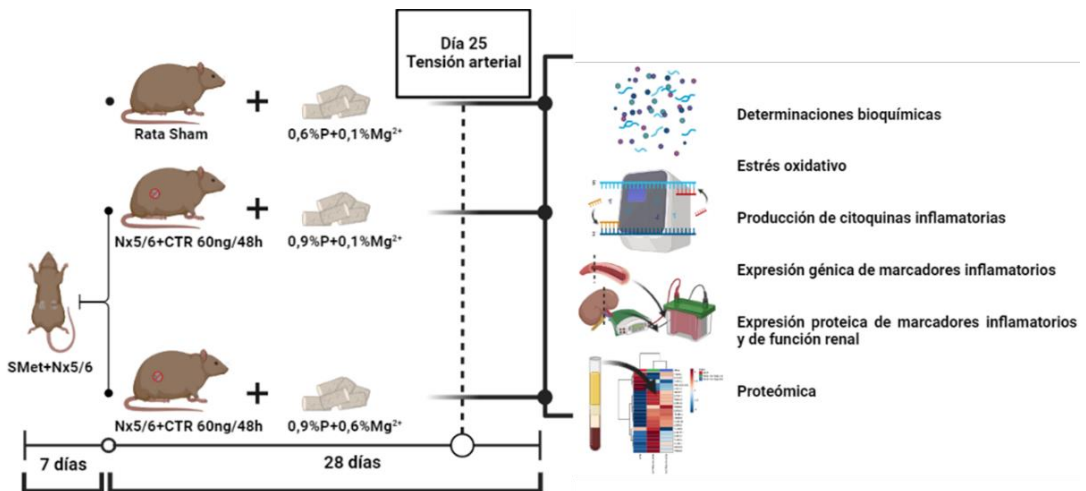 Día 25
Tensión arterial
Rata Sham
0,6%P+0,1%Mg²⁺
Nx5/6+CTR 60ng/48h
0,9%P+0,1%Mg²⁺
SMet+Nx5/6
Nx5/6+CTR 60ng/48h
0,9%P+0,6%Mg²⁺
7 días
28 días
Determinaciones bioquímicas
Estrés oxidativo
Producción de citoquinas inflamatorias
Expresión génica de marcadores inflamatorios
Expresión proteica de marcadores inflamatorios
y de función renal
Proteómica